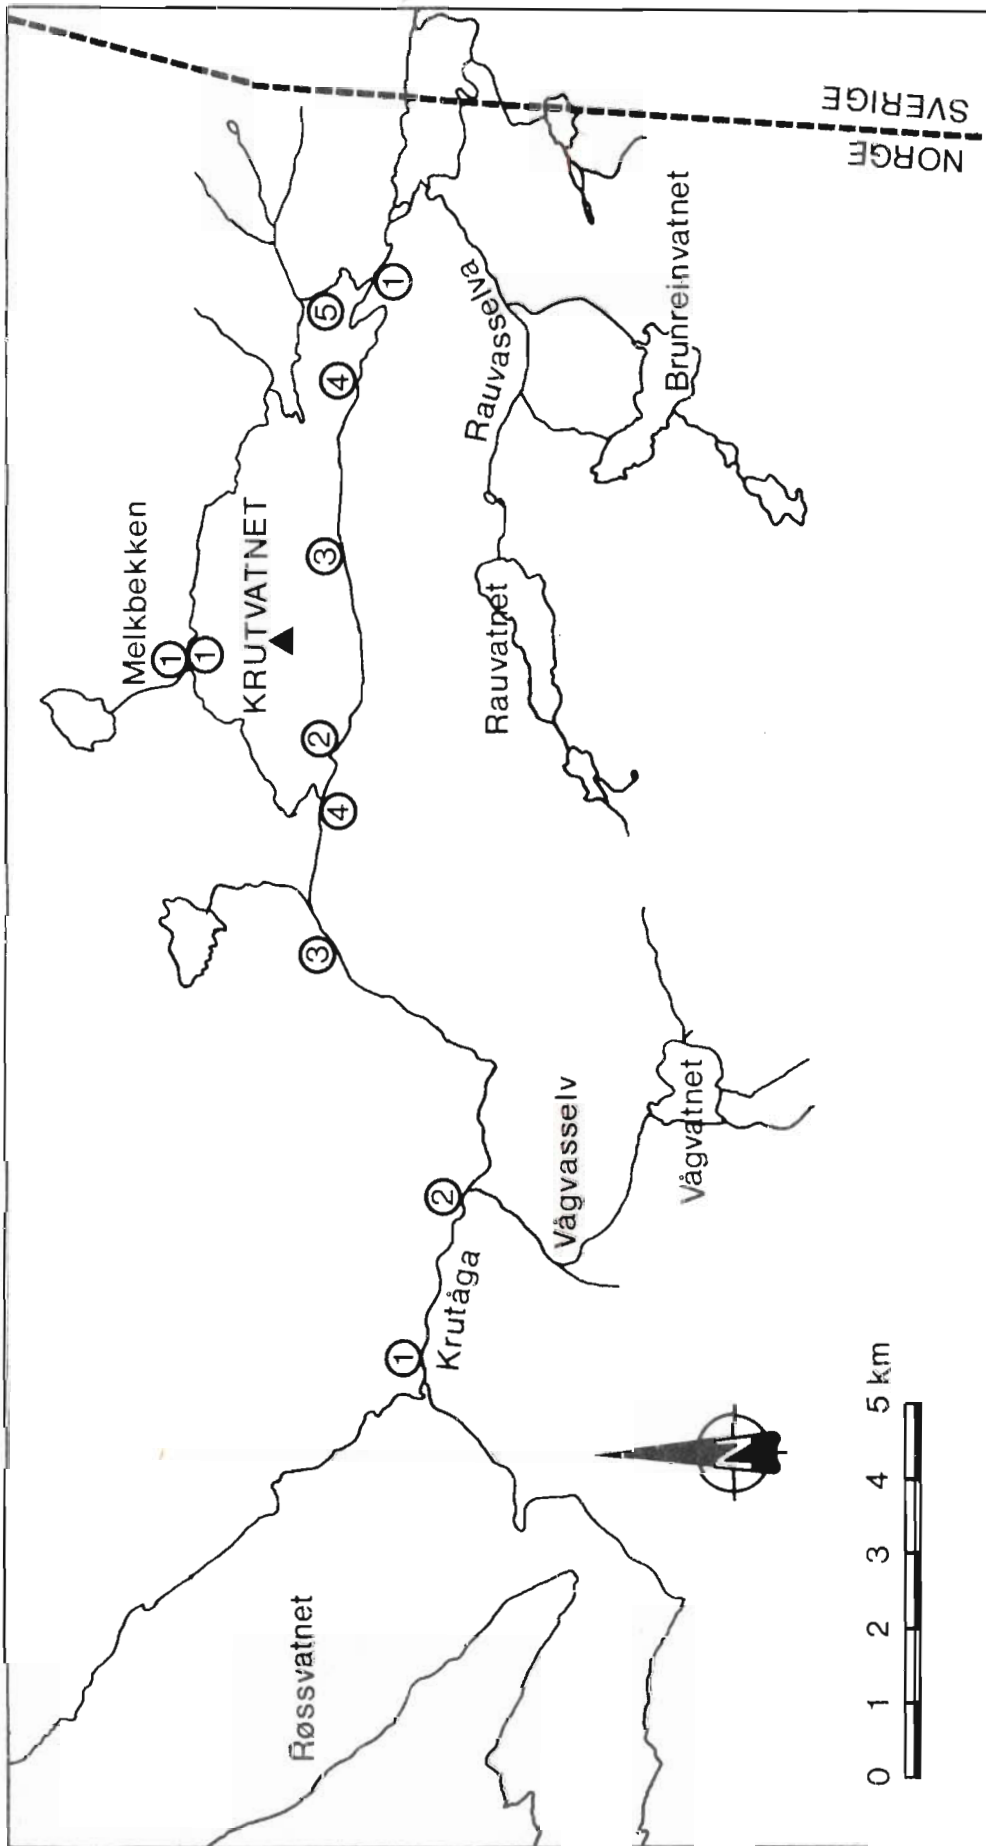 Røssvatnet
Krutåga
Vågvasselv
Vågvatnet
Melkbekken
KRUTVATNET
Rauvatnet
Rauvasselva
Brunreinvatnet
NORGE
SVERIGE
1
2
3
4
2
3
4
5
1
1
1
N
0 1 2 3 4 5 km